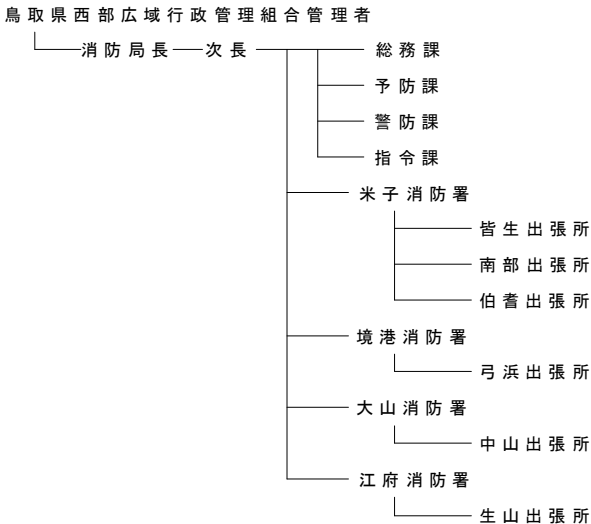 鳥取県西部広域行政管理組合管理者
消防局長 次長 総務課
予防課
警防課
指令課
米子消防署
皆生出張所
南部出張所
伯耆出張所
境港消防署
弓浜出張所
大山消防署
中山出張所
江府消防署
生山出張所